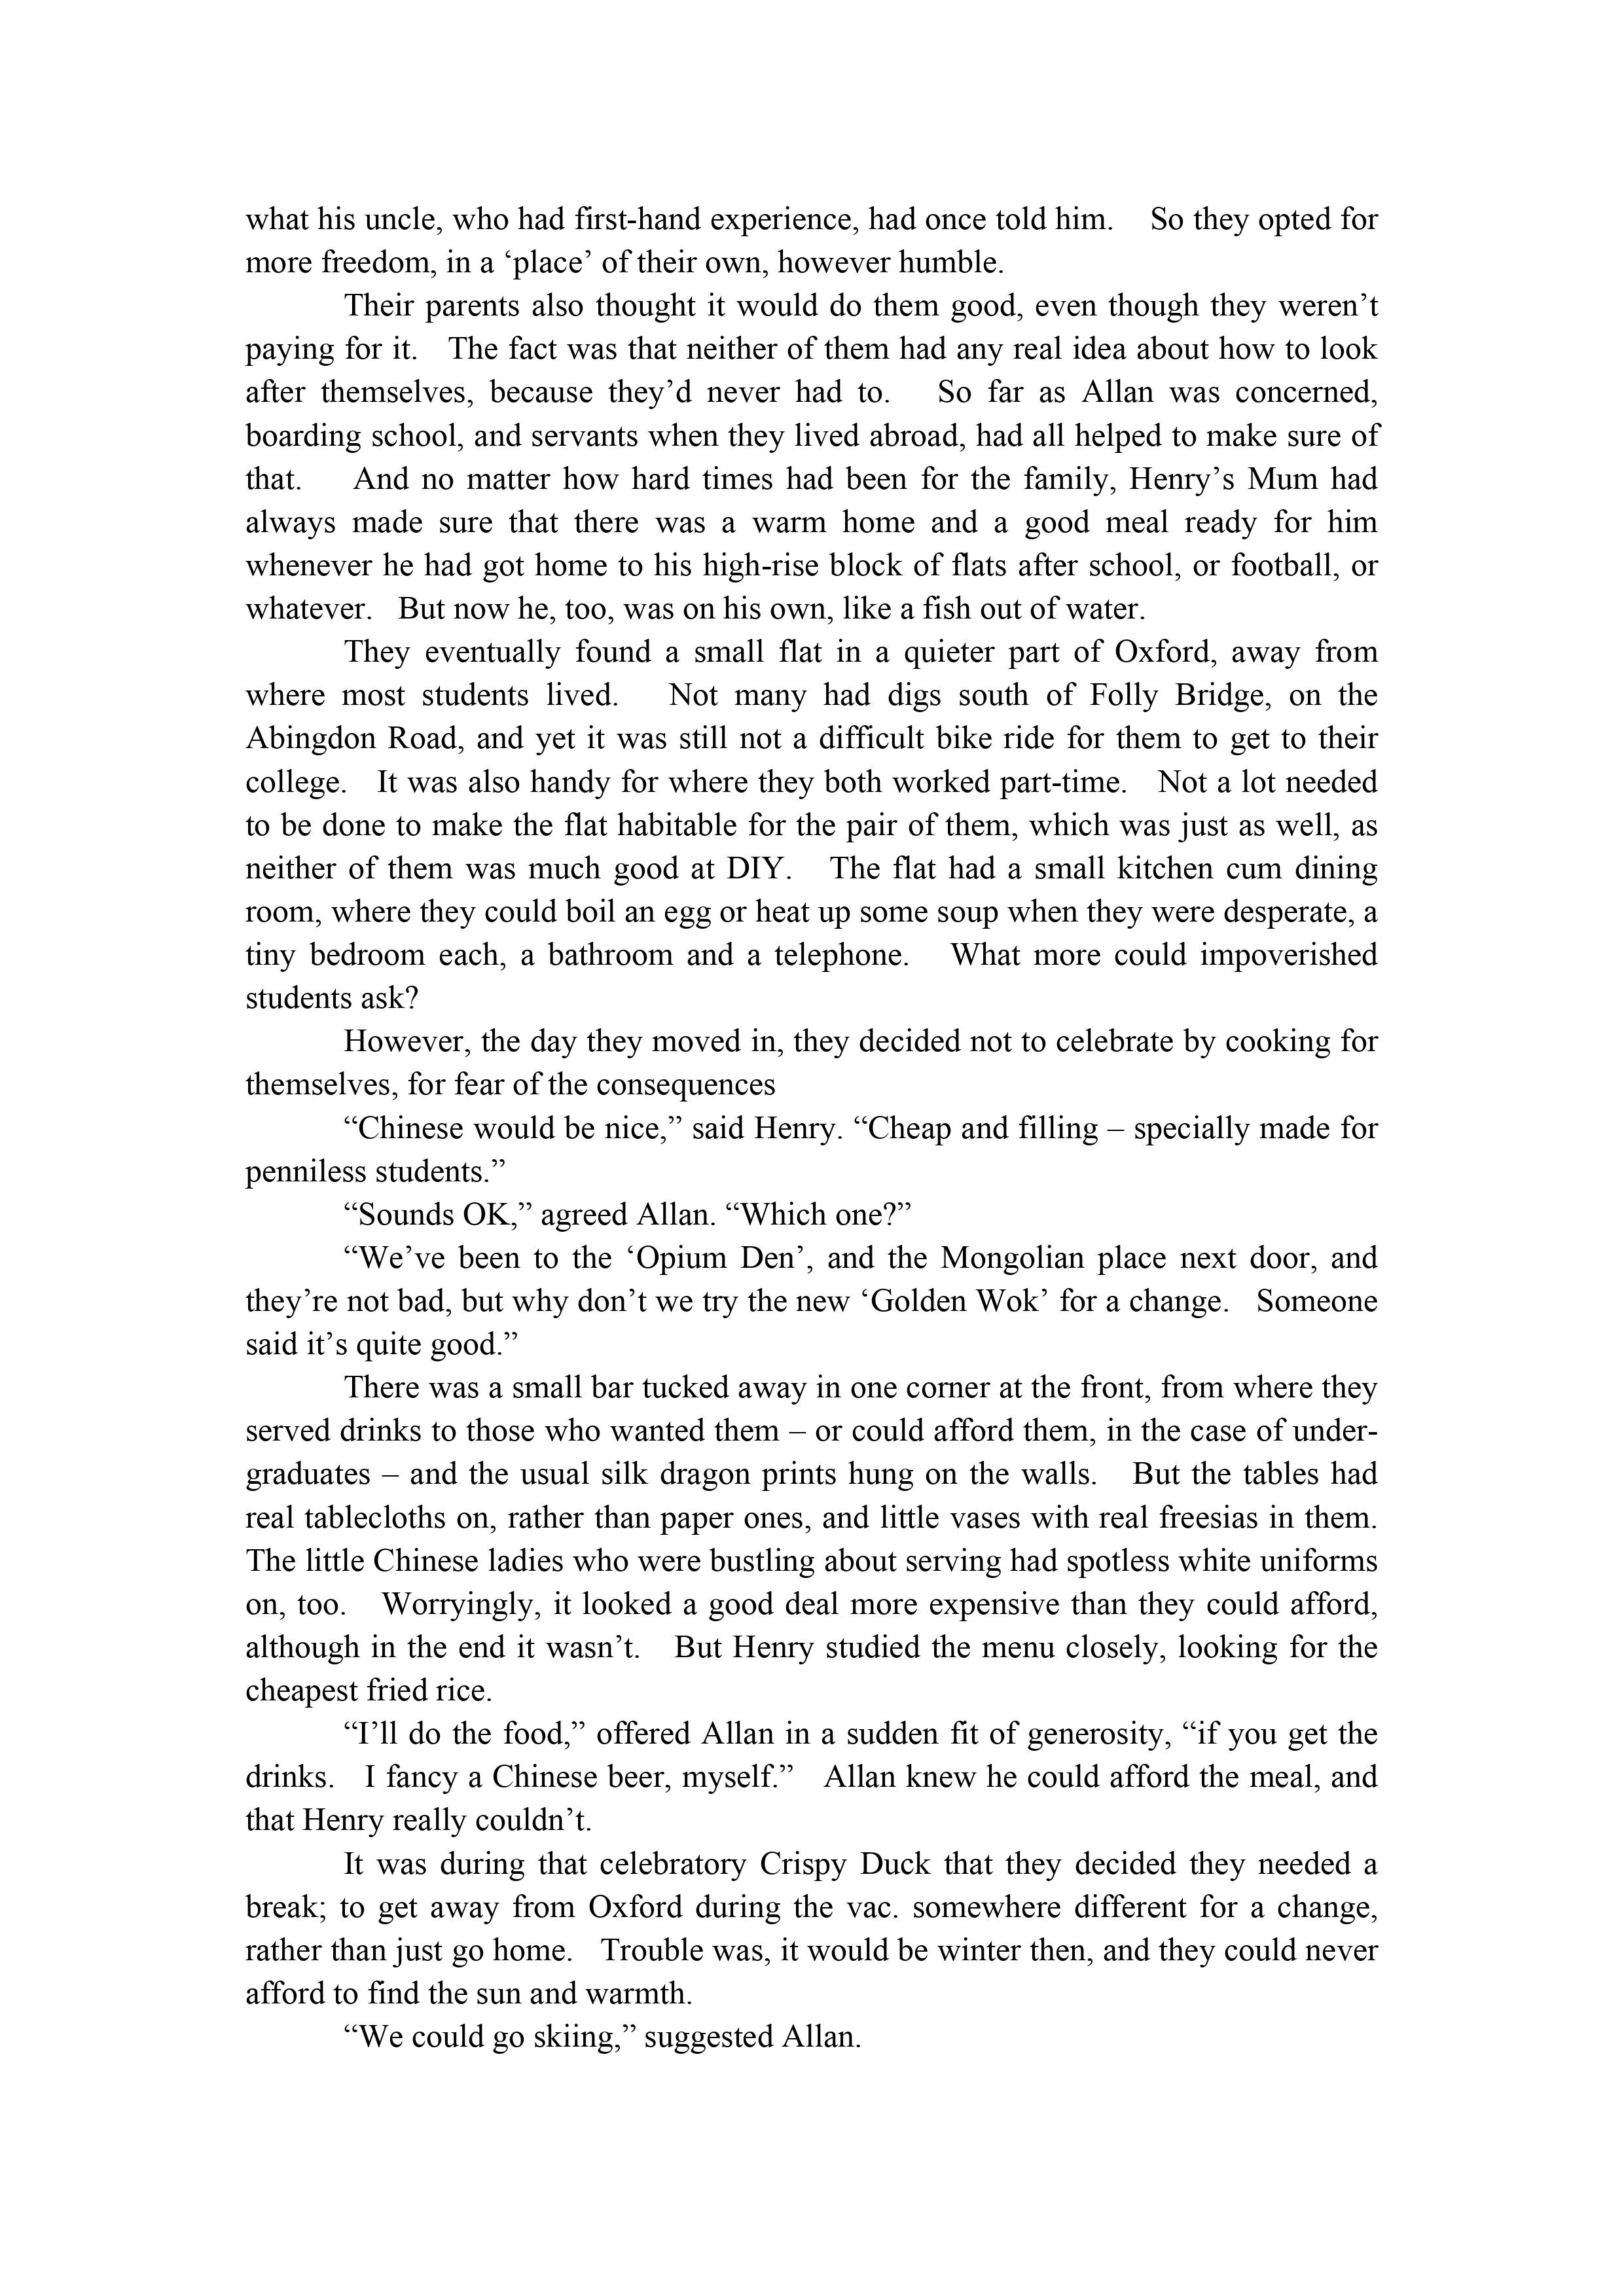 what his uncle, who had first-hand experience, had once told him. So they opted for
more freedom, in a ‘place’ of their own, however humble.
Their parents also thought it would do them good, even though they weren’t
paying for it. The fact was that neither of them had any real idea about how to look
after themselves, because they’d never had to. So far as Allan was concerned,
boarding school, and servants when they lived abroad, had all helped to make sure of
that. And no matter how hard times had been for the family, Henry’s Mum had
always made sure that there was a warm home and a good meal ready for him
whenever he had got home to his high-rise block of flats after school, or football, or
whatever. But now he, too, was on his own, like a fish out of water.
They eventually found a small flat in a quieter part of Oxford, away from
where most students lived. Not many had digs south of Folly Bridge, on the
Abingdon Road, and yet it was still not a difficult bike ride for them to get to their
college. It was also handy for where they both worked part-time. Not a lot needed
to be done to make the flat habitable for the pair of them, which was just as well, as
neither of them was much good at DIY. The flat had a small kitchen cum dining
room, where they could boil an egg or heat up some soup when they were desperate, a
tiny bedroom each, a bathroom and a telephone. What more could impoverished
students ask?
However, the day they moved in, they decided not to celebrate by cooking for
themselves, for fear of the consequences
“Chinese would be nice,” said Henry. “Cheap and filling – specially made for
penniless students.”
“Sounds OK,” agreed Allan. “Which one?”
“We’ve been to the ‘Opium Den’, and the Mongolian place next door, and
they’re not bad, but why don’t we try the new ‘Golden Wok’ for a change. Someone
said it’s quite good.”
There was a small bar tucked away in one corner at the front, from where they
served drinks to those who wanted them – or could afford them, in the case of under-
graduates – and the usual silk dragon prints hung on the walls. But the tables had
real tablecloths on, rather than paper ones, and little vases with real freesias in them.
The little Chinese ladies who were bustling about serving had spotless white uniforms
on, too. Worryingly, it looked a good deal more expensive than they could afford,
although in the end it wasn’t. But Henry studied the menu closely, looking for the
cheapest fried rice.
“I’ll do the food,” offered Allan in a sudden fit of generosity, “if you get the
drinks. I fancy a Chinese beer, myself.” Allan knew he could afford the meal, and
that Henry really couldn’t.
It was during that celebratory Crispy Duck that they decided they needed a
break; to get away from Oxford during the vac. somewhere different for a change,
rather than just go home. Trouble was, it would be winter then, and they could never
afford to find the sun and warmth.
“We could go skiing,” suggested Allan.